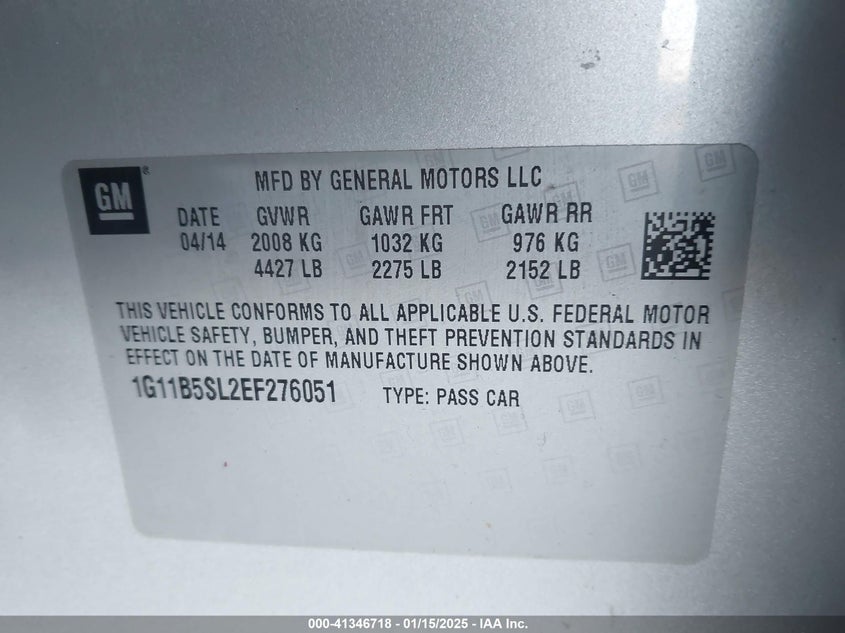 GM ®
MFD BY GENERAL MOTORS LLC
DATE GVWR GAWR FRT GAWR RR
04/14 2008 KG 1032 KG 976 KG
4427 LB 2275 LB 2152 LB
THIS VEHICLE CONFORMS TO ALL APPLICABLE U.S. FEDERAL MOTOR
VEHICLE SAFETY, BUMPER, AND THEFT PREVENTION STANDARDS IN
EFFECT ON THE DATE OF MANUFACTURE SHOWN ABOVE.
1G11B5SL2EF276051 TYPE: PASS CAR
000-41346718 - 01/15/2025 - IAA Inc.